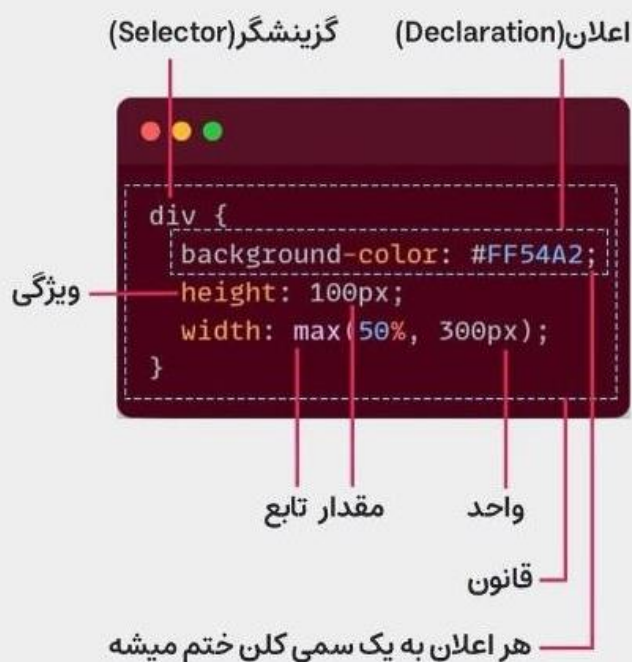 گزینشگر(Selector)
اعلان(Declaration)
div {
background-color: #FF54A2;
height: 100px;
width: max(50%, 300px);
}
ویژگی
تابع
مقدار
واحد
قانون
هر اعلان به یک سمی کلن ختم میشه